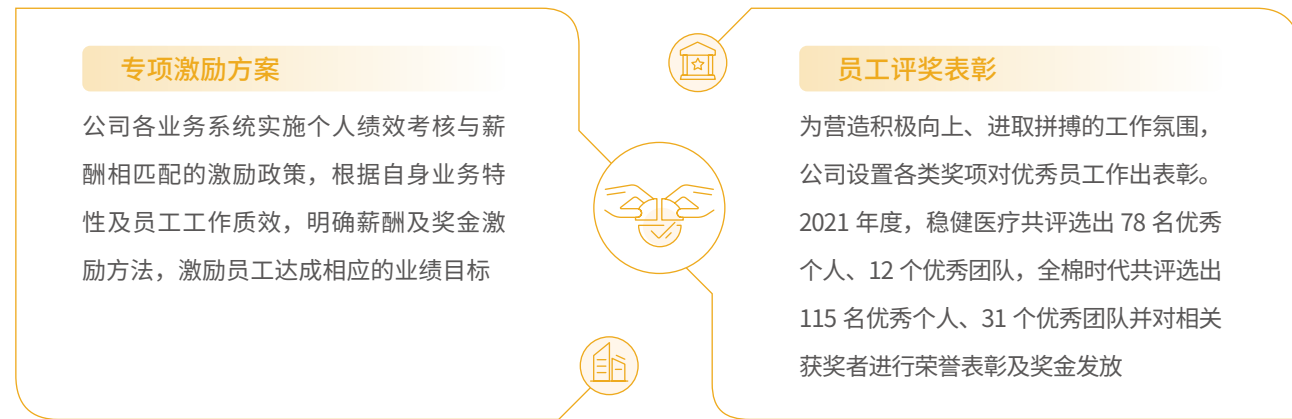 专项激励方案
公司各业务系统实施个人绩效考核与薪
酬相匹配的激励政策，根据自身业务特
性及员工工作质效，明确薪酬及奖金激
励方法，激励员工达成相应的业绩目标
员工评奖表彰
为营造积极向上、进取拼搏的工作氛围，
公司设置各类奖项对优秀员工作出表彰。
2021 年度，稳健医疗共评选出 78 名优秀
个人、12 个优秀团队，全棉时代共评选出
115 名优秀个人、31 个优秀团队并对相关
获奖者进行荣誉表彰及奖金发放